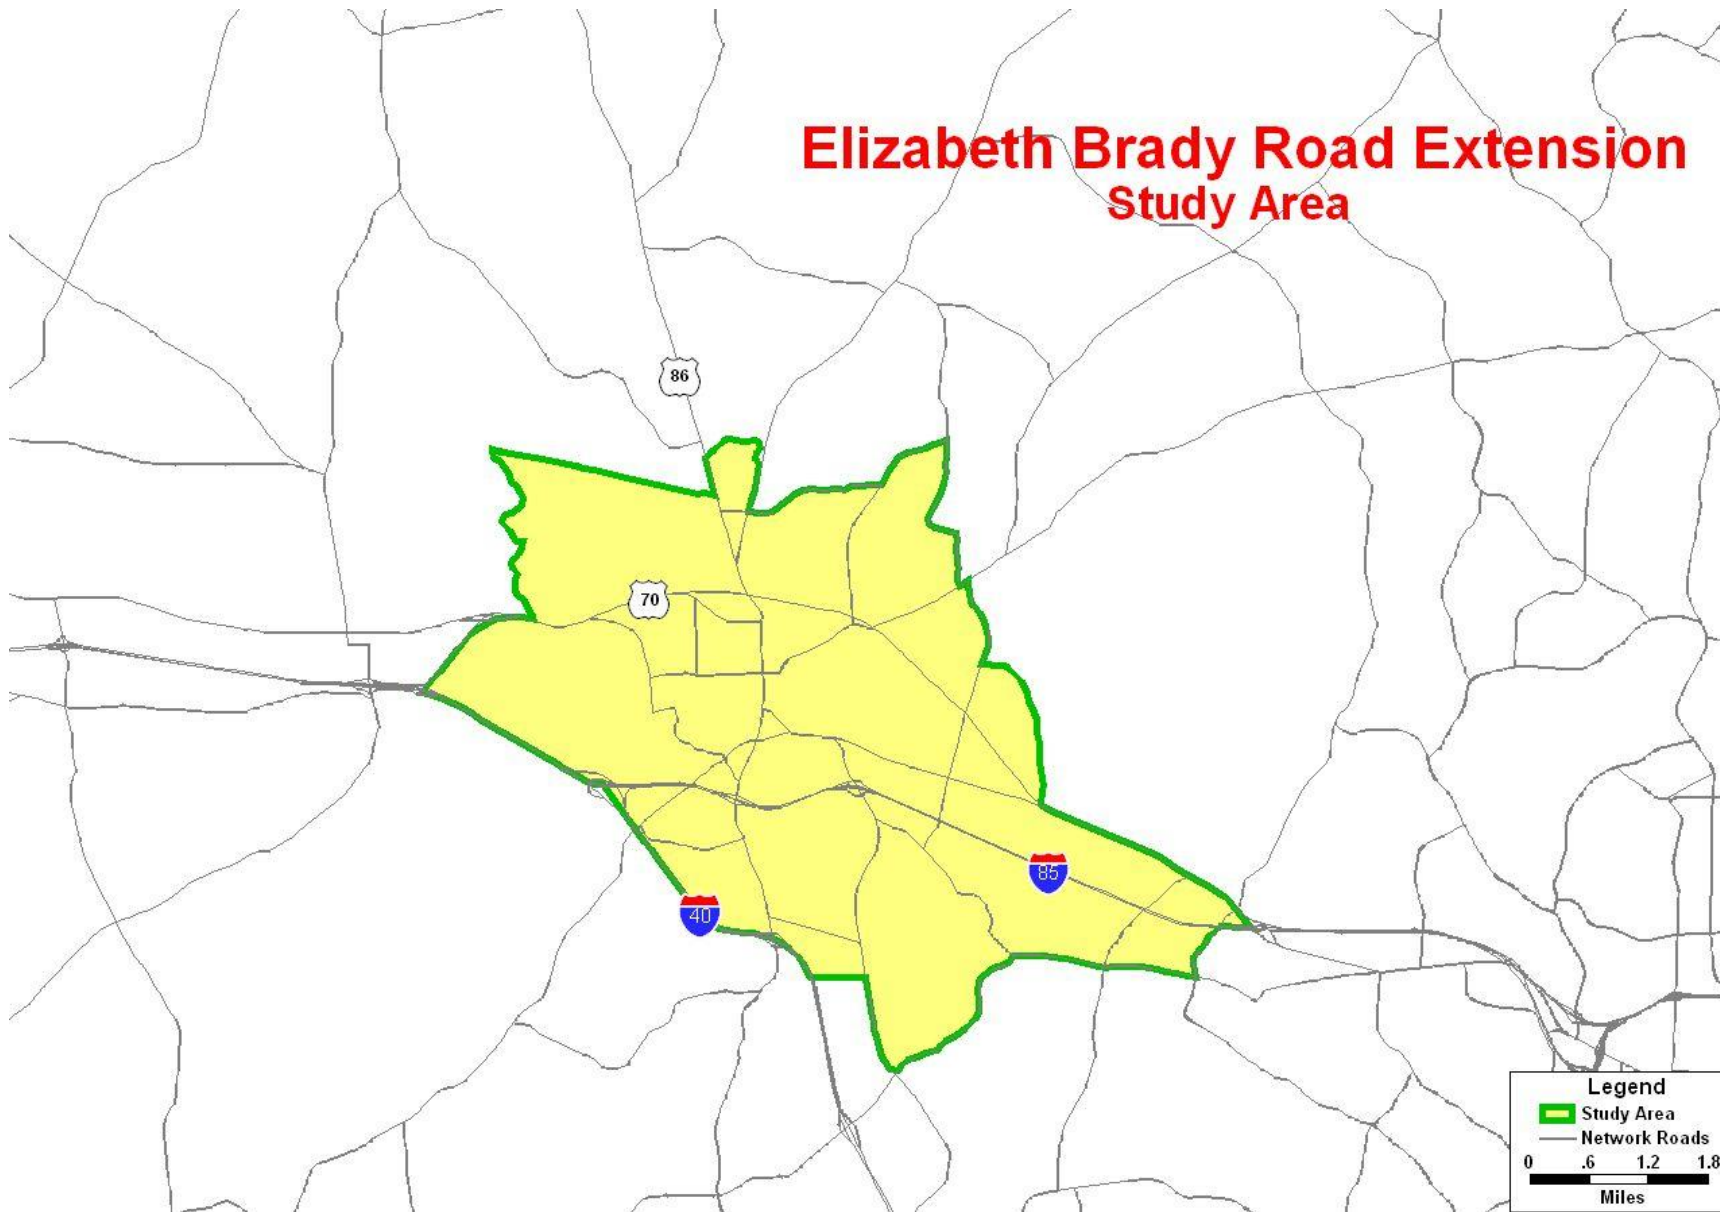 Elizabeth Brady Road Extension
Study Area
86
70
85
40
Legend
Study Area
Network Roads
0 .6 1.2 1.8
Miles